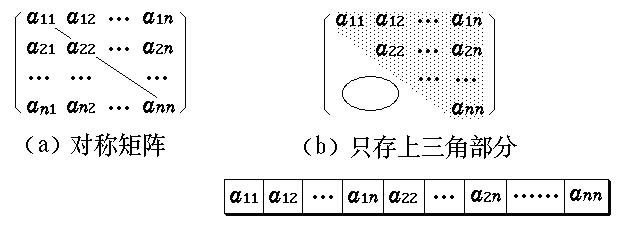 a11 a12 ··· a1n
a21 a22 ··· a2n
··· ··· ···
an1 an2 ··· ann
(a) 对称矩阵
a11 a12 ··· a1n
a22 ··· a2n
··· ···
ann
(b) 只存上三角部分
a11 a12 ··· a1n a22 ··· a2n ······ ann